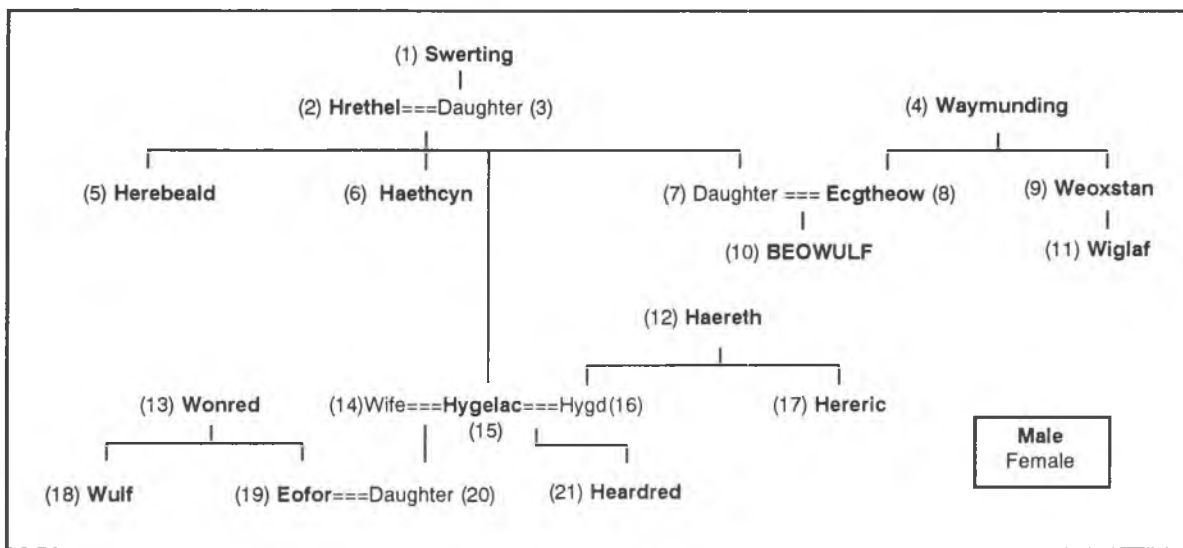 (1) Swerting
(2) Hrethel===Daughter (3)
(4) Waymunding
(5) Herebeald
(6) Haethcyn
(7) Daughter === Ecgtheow (8)
(9) Weoxstan
(10) BEOWULF
(11) Wiglaf
(12) Haereth
(13) Wonred
(14)Wife===Hygelac===Hygd(16)
(15)
(17) Hereric
(18) Wulf
(19) Eofor===Daughter (20)
(21) Heardred
Male
Female